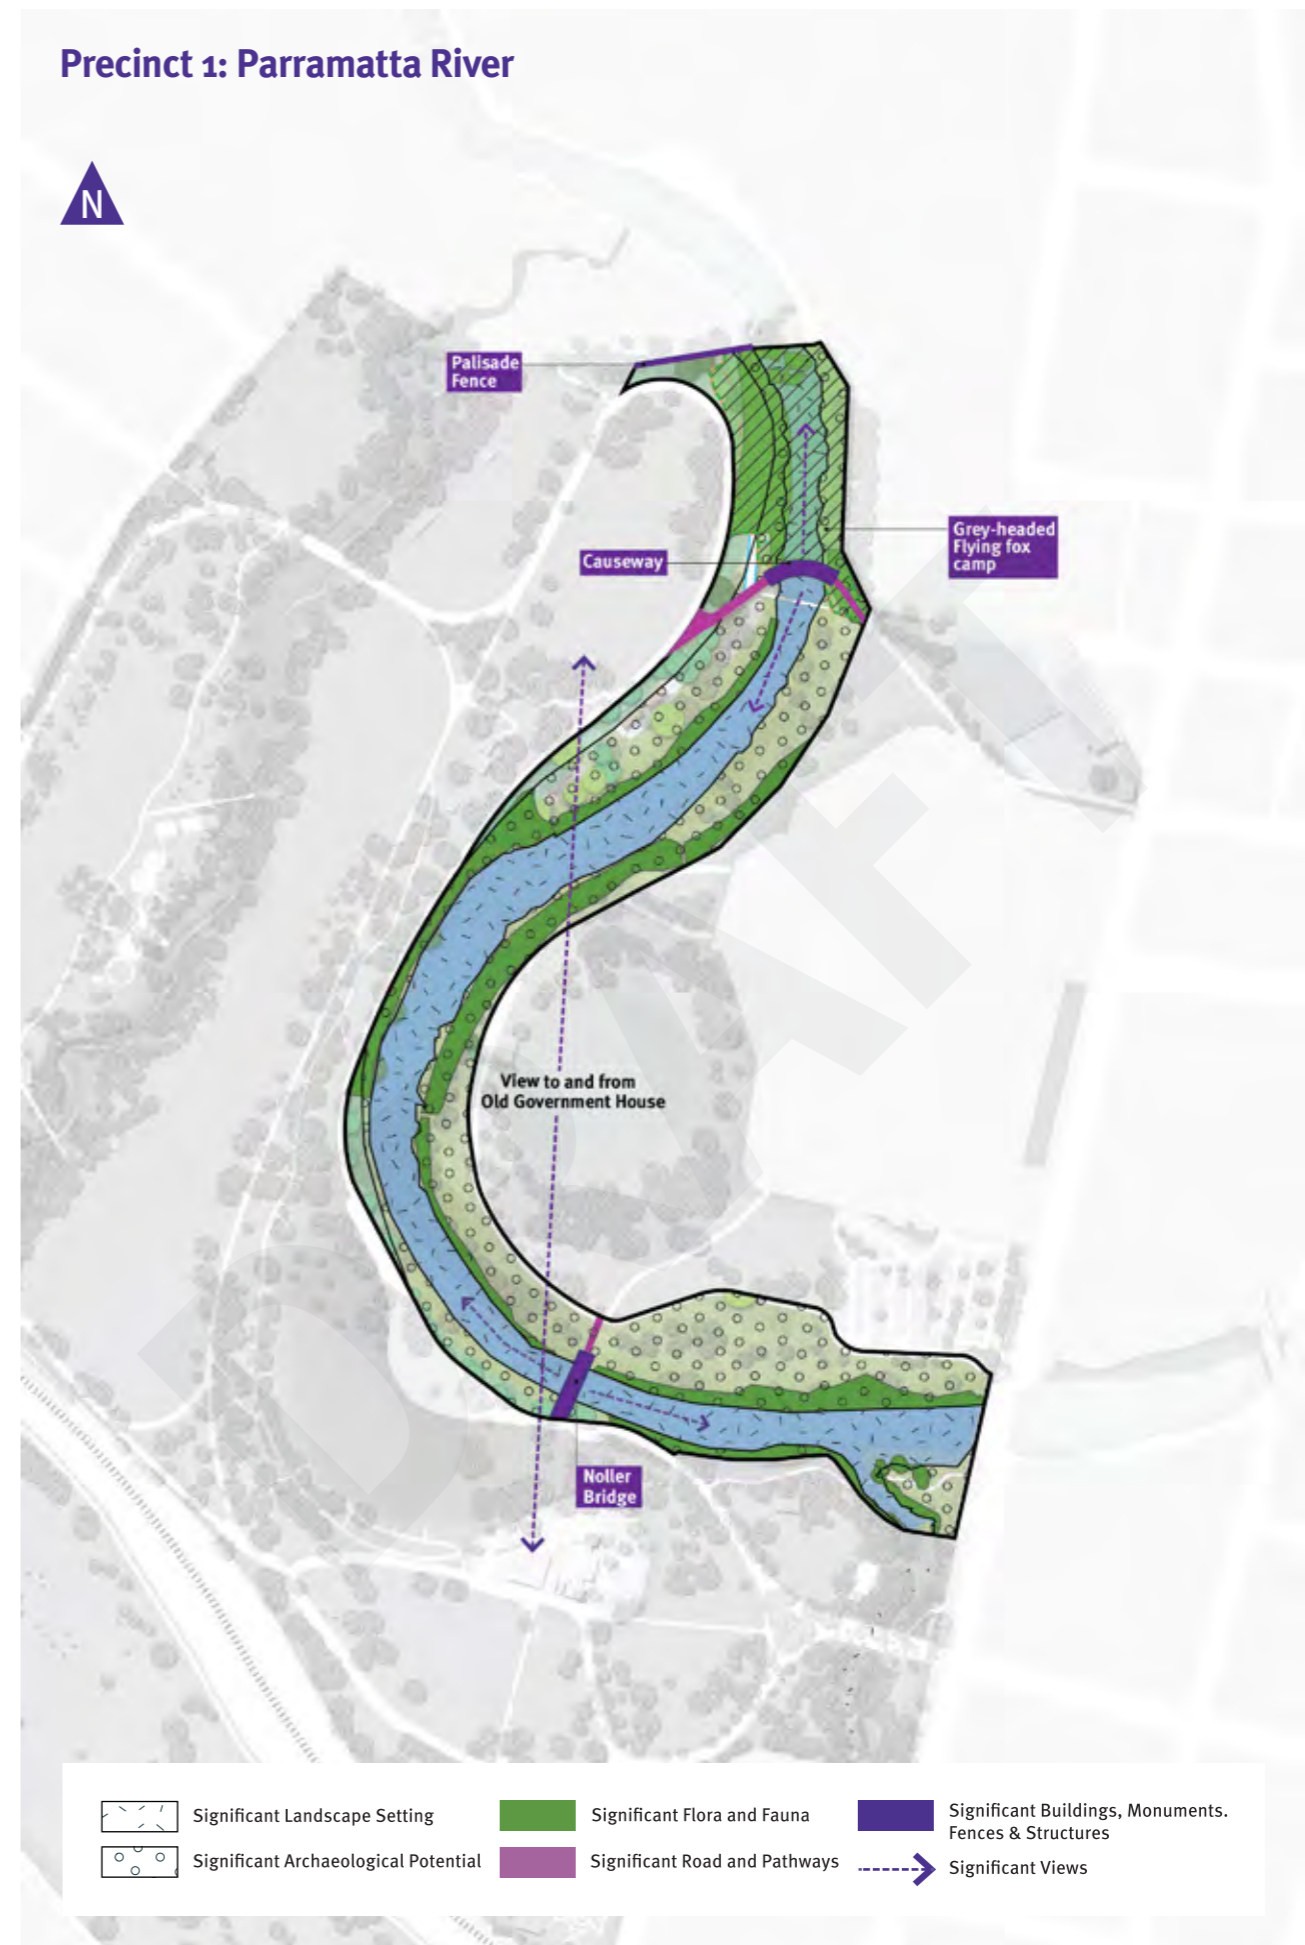 Precinct 1: Parramatta River
N
Palisade
Fence
Grey-headed
Flying fox
camp
Causeway
View to and from
Old Government House
Noller
Bridge
DRAFT
Significant Landscape Setting
Significant Archaeological Potential
Significant Flora and Fauna
Significant Road and Pathways
Significant Buildings, Monuments.
Fences & Structures
Significant Views